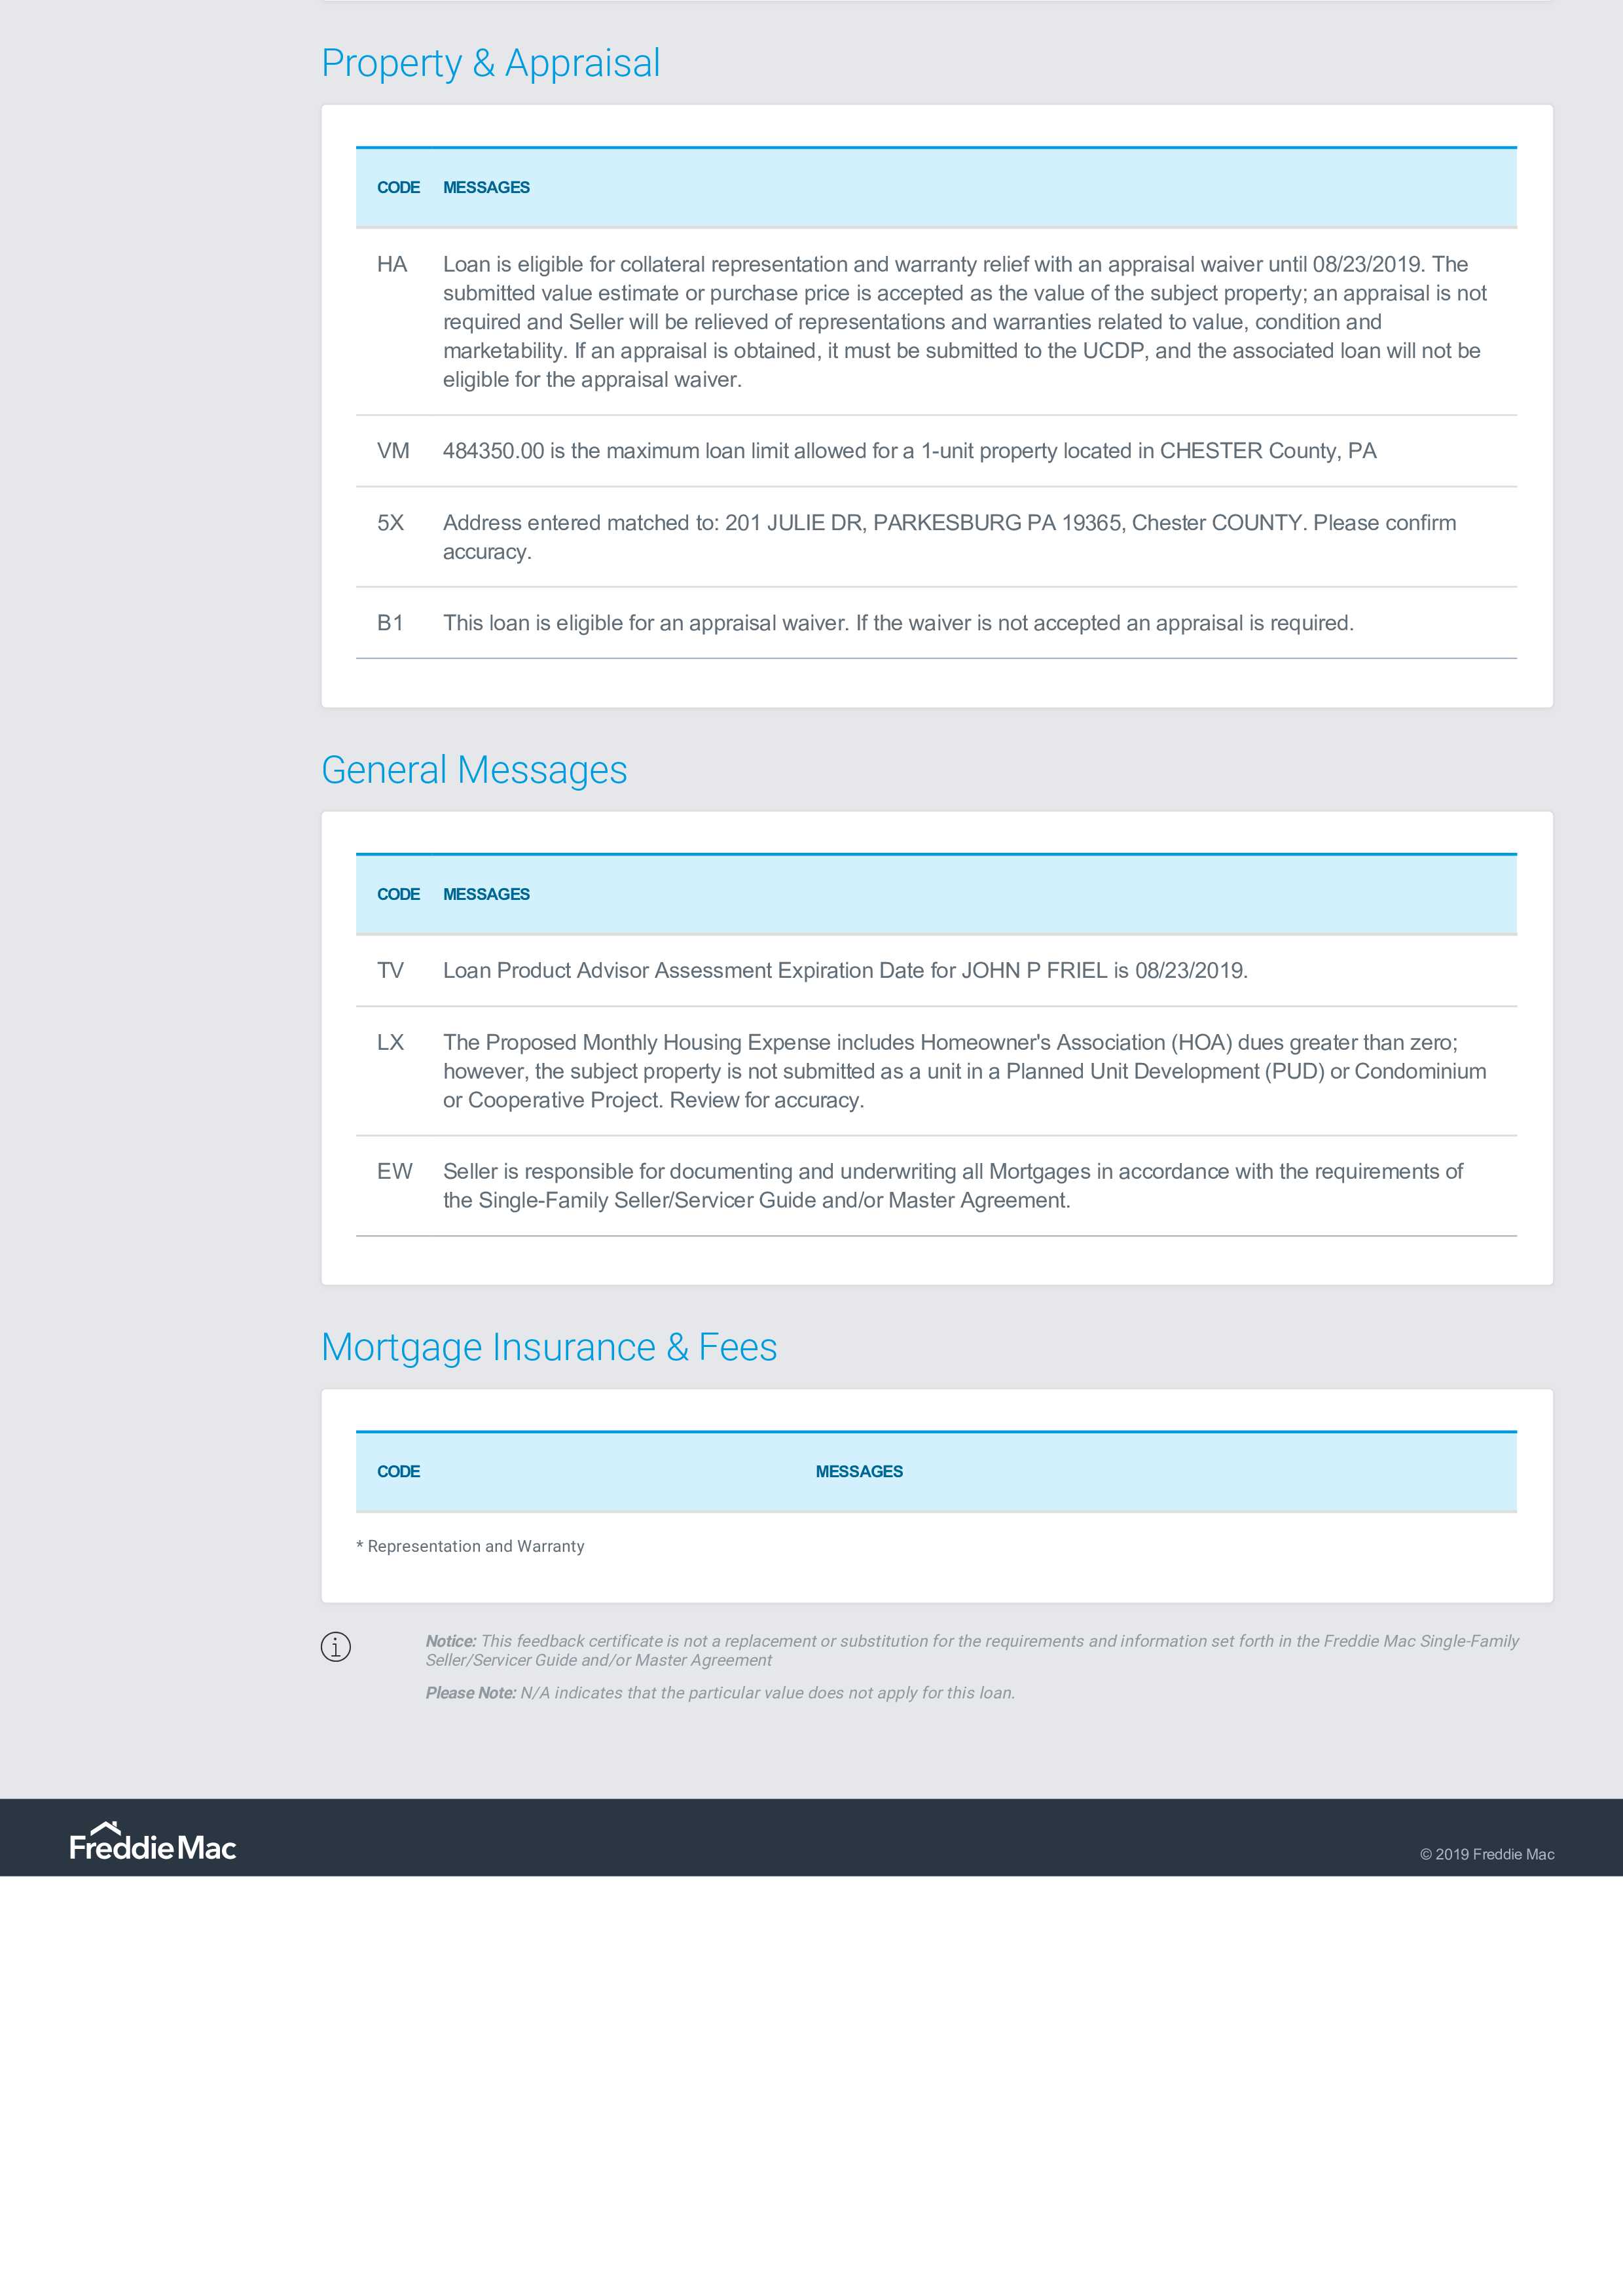 Property & Appraisal
CODE MESSAGES
HA Loan is eligible for collateral representation and warranty relief with an appraisal waiver until 08/23/2019. The
submitted value estimate or purchase price is accepted as the value of the subject property; an appraisal is not
required and Seller will be relieved of representations and warranties related to value, condition and
marketability. If an appraisal is obtained, it must be submitted to the UCDP, and the associated loan will not be
eligible for the appraisal waiver.
VM 484350.00 is the maximum loan limit allowed for a 1-unit property located in CHESTER County, PA
5X Address entered matched to: 201 JULIE DR, PARKESBURG PA 19365, Chester COUNTY. Please confirm
accuracy.
B1 This loan is eligible for an appraisal waiver. If the waiver is not accepted an appraisal is required.
General Messages
CODE MESSAGES
TV Loan Product Advisor Assessment Expiration Date for JOHN P FRIEL is 08/23/2019.
LX The Proposed Monthly Housing Expense includes Homeowner's Association (HOA) dues greater than zero;
however, the subject property is not submitted as a unit in a Planned Unit Development (PUD) or Condominium
or Cooperative Project. Review for accuracy.
EW Seller is responsible for documenting and underwriting all Mortgages in accordance with the requirements of
the Single-Family Seller/Servicer Guide and/or Master Agreement.
Mortgage Insurance & Fees
CODE MESSAGES
* Representation and Warranty
Notice: This feedback certificate is not a replacement or substitution for the requirements and information set forth in the Freddie Mac Single-Family
Seller/Servicer Guide and/or Master Agreement
Please Note: N/A indicates that the particular value does not apply for this loan.
FreddieMac
© 2019 Freddie Mac